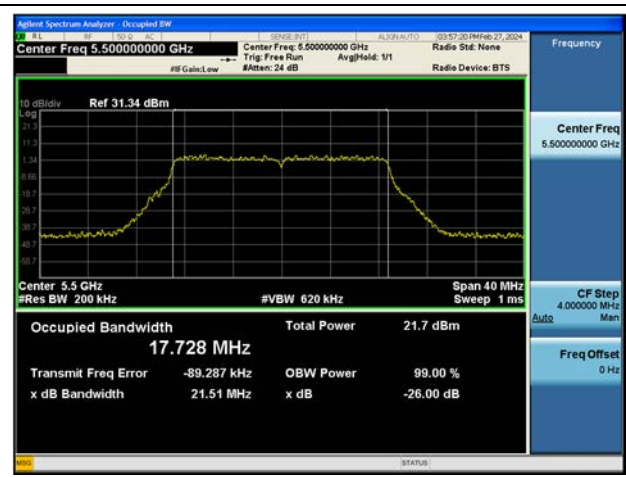 Agilent Spectrum Analyzer - Occupied BW
RL RF 50 Ω AC SENSE:INT ALIGN AUTO 03:57:20 PM Feb 27, 2024
Center Freq 5.500000000 GHz Center Freq: 5.500000000 GHz Radio Std: None Frequency
Trig: Free Run Avg|Hold: 1/1
#IFGain:Low #Atten: 24 dB Radio Device: BTS
10 dB/div Ref 31.34 dBm
Log
21.3
11.3
1.34
-8.66
-18.7
-28.7
-38.7
-48.7
-58.7
Center Freq
5.500000000 GHz
Center 5.5 GHz Span 40 MHz
#Res BW 200 kHz #VBW 620 kHz Sweep 1 ms
CF Step
4.000000 MHz
Auto Man
Occupied Bandwidth Total Power 21.7 dBm
17.728 MHz
Freq Offset
0 Hz
Transmit Freq Error -89.287 kHz OBW Power 99.00 %
x dB Bandwidth 21.51 MHz x dB -26.00 dB
MSG STATUS